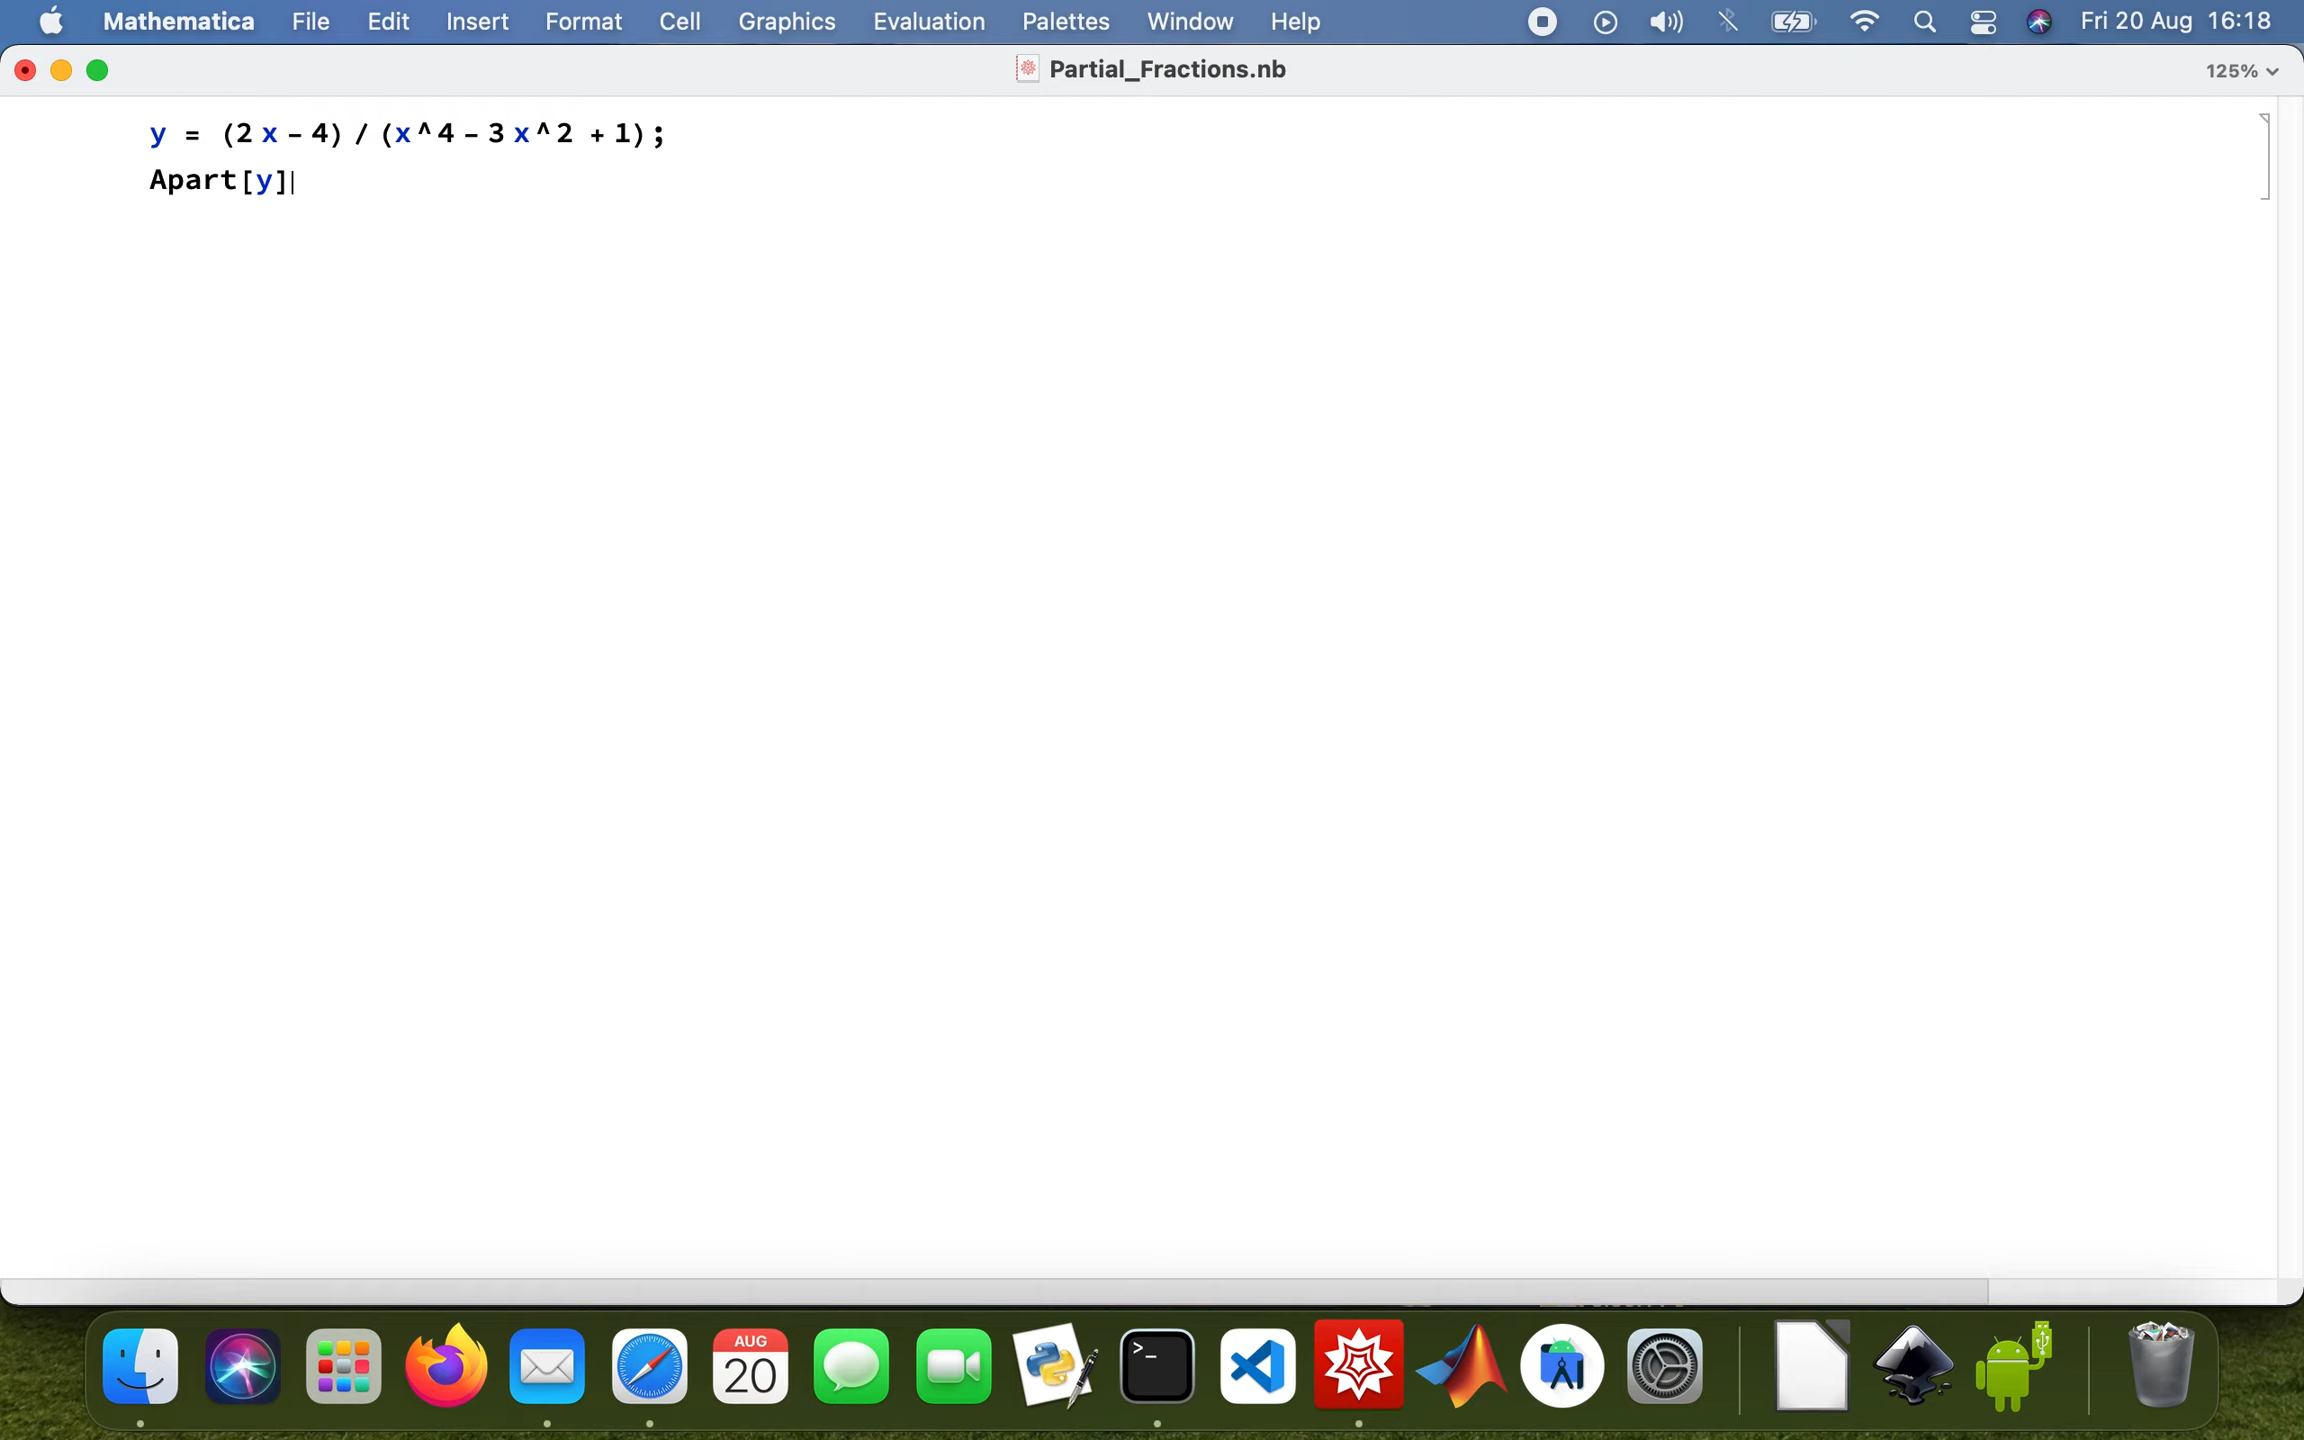 Mathematica File Edit Insert Format Cell Graphics Evaluation Palettes Window Help Fri 20 Aug 16:18
Partial_Fractions.nb 125%
y = (2 x - 4) / (x^4 - 3 x^2 + 1);
Apart[y]
AUG
20